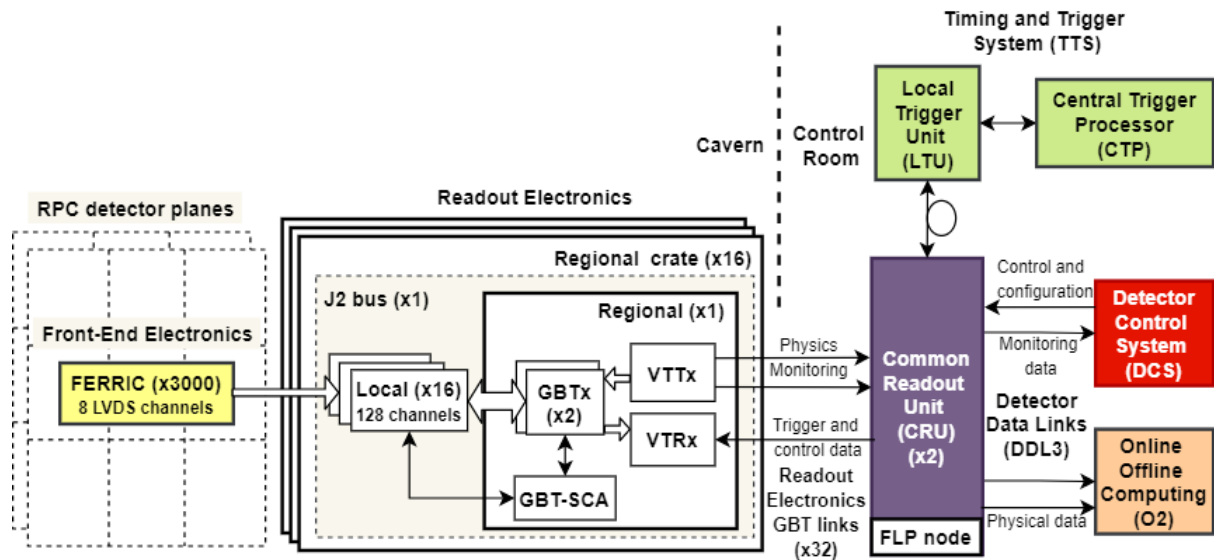 Timing and Trigger
System (TTS)
Local
Trigger
Unit
(LTU)
Central Trigger
Processor
(CTP)
Cavern
Control
Room
Readout Electronics
RPC detector planes
Regional crate (x16)
J2 bus (x1)
Regional (x1)
Front-End Electronics
FERRIC (x3000)
8 LVDS channels
Local (x16)
128 channels
GBTx
(x2)
VTTx
VTRx
GBT-SCA
Physics
Monitoring
Trigger and
control data
Readout
Electronics
GBT links
(x32)
Common
Readout
Unit
(CRU)
(x2)
FLP node
Control and
configuration
Monitoring
data
Detector
Control
System
(DCS)
Detector
Data Links
(DDL3)
Physical data
Online
Offline
Computing
(O2)